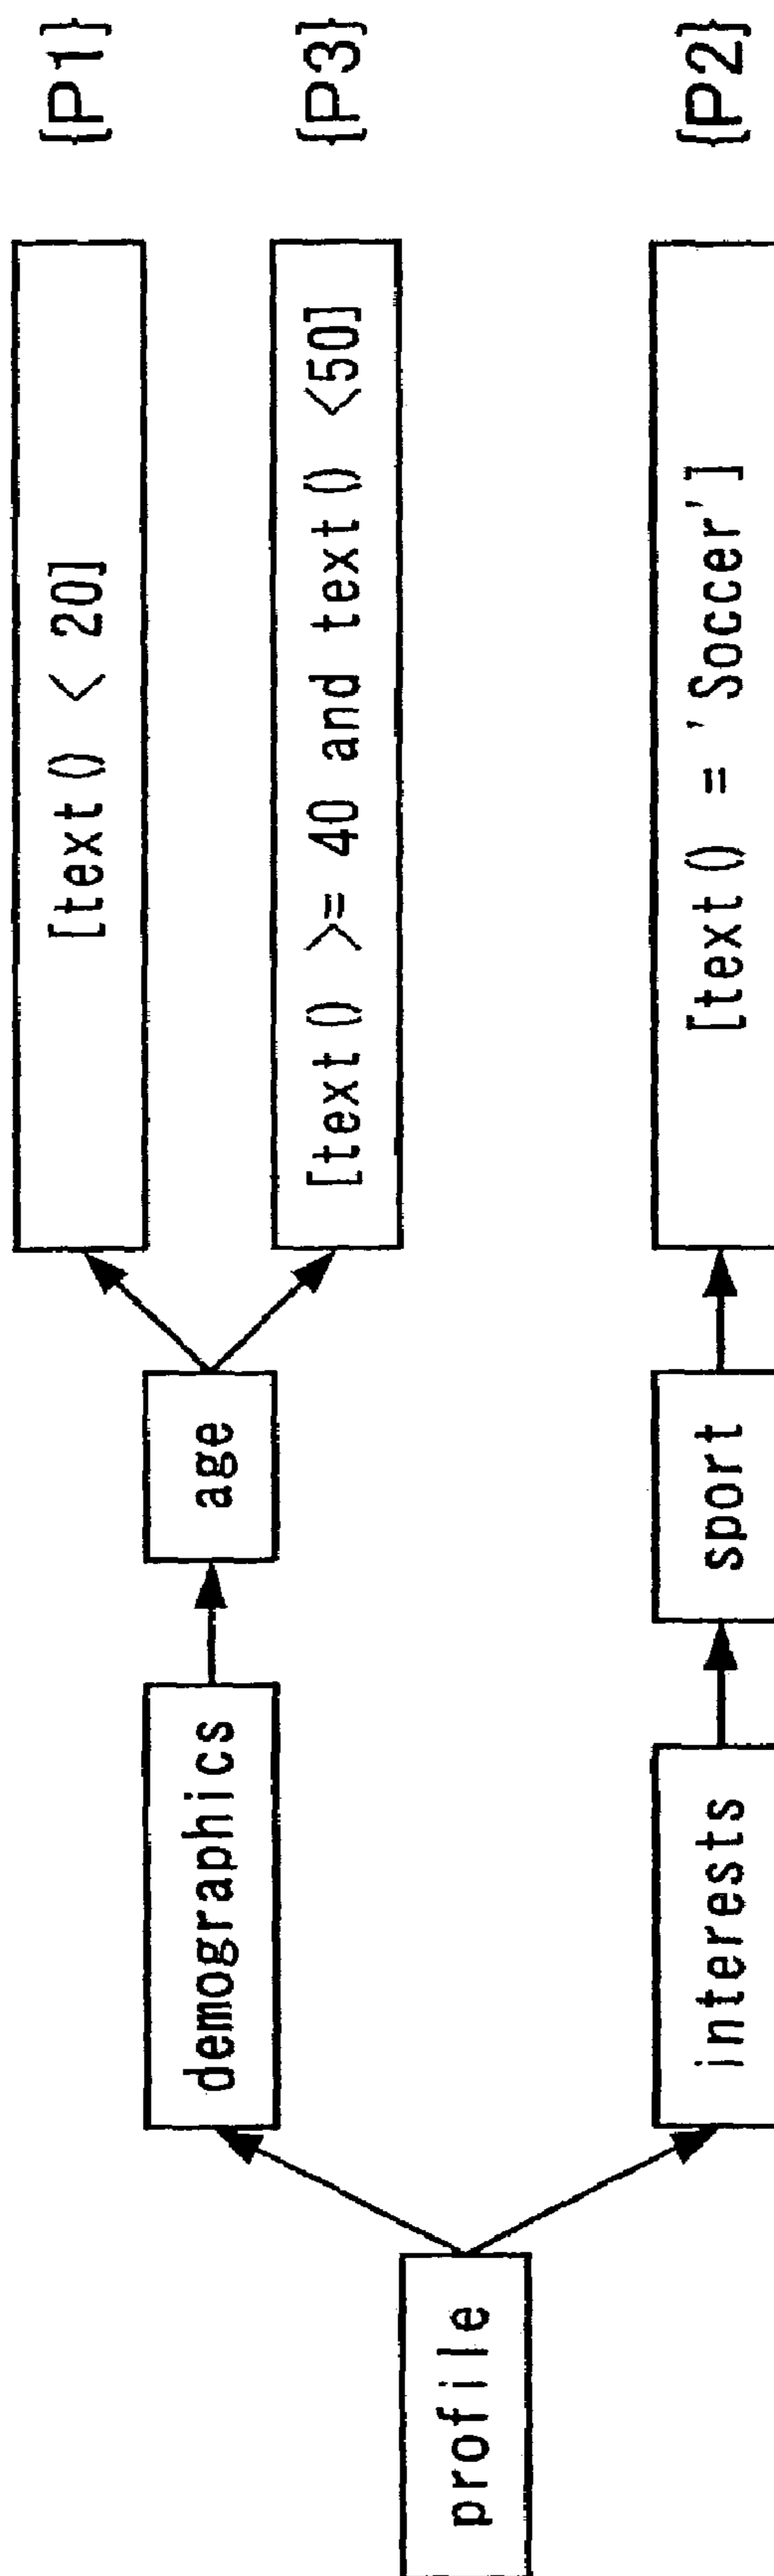 profile
demographics
age
[text() < 20]
{P1}
[text() >= 40 and text() <50]
{P3}
interests
sport
[text() = 'Soccer']
{P2}